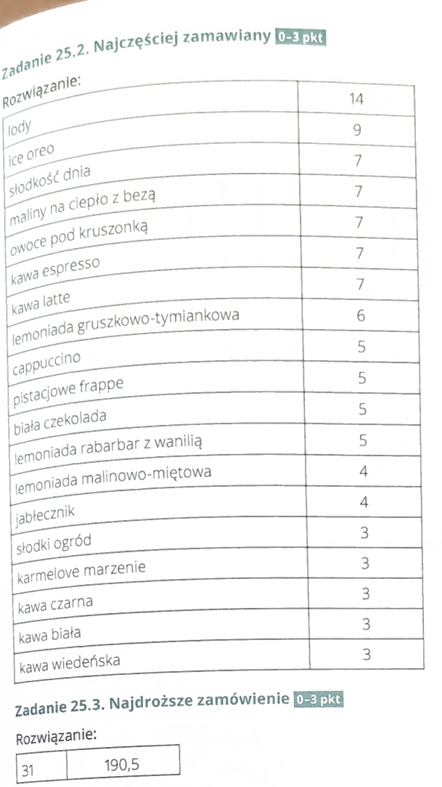 Zadanie 25.2. Najczęściej zamawiany 0-3 pkt
Rozwiązanie:
lody 14
ice oreo 9
słodkość dnia 7
maliny na ciepło z bezą 7
owoce pod kruszonką 7
kawa espresso 7
kawa latte 7
lemoniada gruszkowo-tymiankowa 6
cappuccino 5
pistacjowe frappe 5
biała czekolada 5
lemoniada rabarbar z wanilią 5
lemoniada malinowo-miętowa 4
jabłecznik 4
słodki ogród 3
karmelove marzenie 3
kawa czarna 3
kawa biała 3
kawa wiedeńska 3
Zadanie 25.3. Najdroższe zamówienie 0-3 pkt
Rozwiązanie:
31 190,5